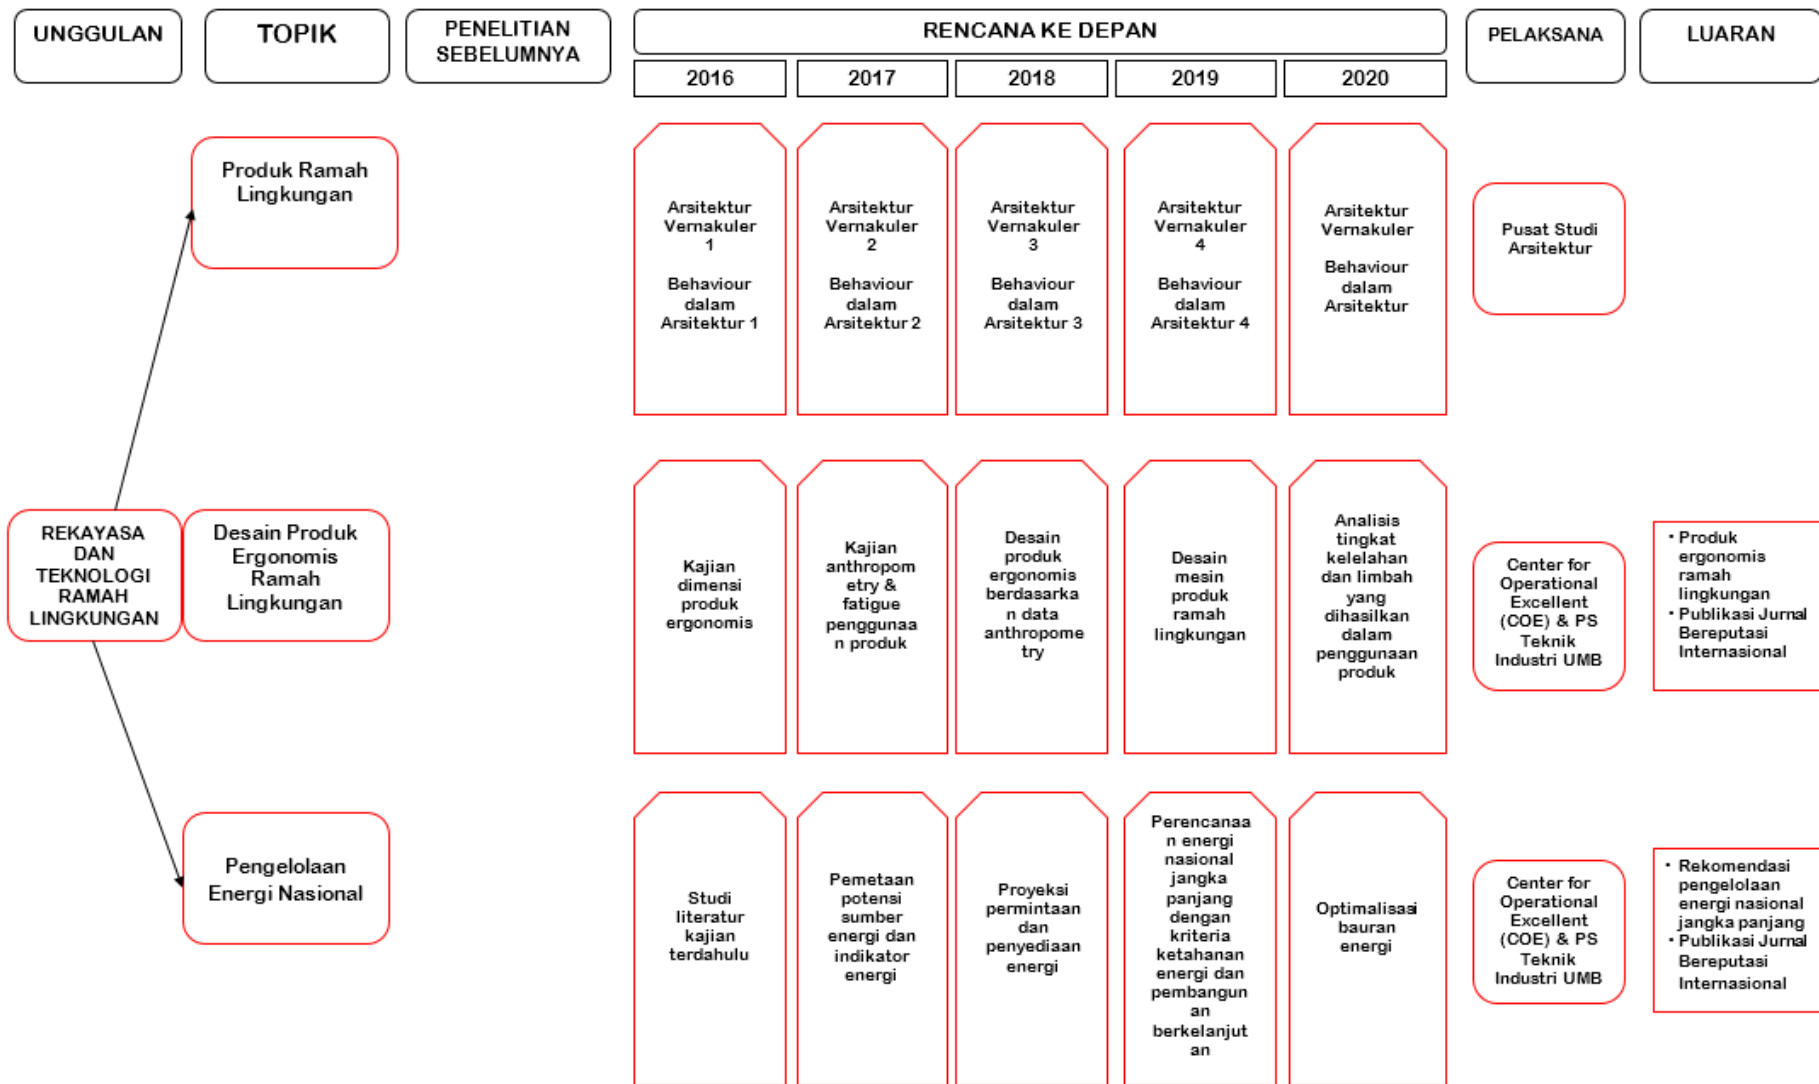 UNGGULAN
TOPIK
PENELITIAN
SEBELUMNYA
RENCANA KE DEPAN
2016
2017
2018
2019
2020
PELAKSANA
LUARAN
REKAYASA
DAN
TEKNOLOGI
RAMAH
LINGKUNGAN
Produk Ramah
Lingkungan
Arsitektur
Vernakuler
1
Behaviour
dalam
Arsitektur 1
Arsitektur
Vernakuler
2
Behaviour
dalam
Arsitektur 2
Arsitektur
Vernakuler
3
Behaviour
dalam
Arsitektur 3
Arsitektur
Vernakuler
4
Behaviour
dalam
Arsitektur 4
Arsitektur
Vernakuler
Behaviour
dalam
Arsitektur
Pusat Studi
Arsitektur
Desain Produk
Ergonomis
Ramah
Lingkungan
Kajian
dimensi
produk
ergonomis
Kajian
anthropom
etry &
fatigue
penggunaa
n produk
Desain
produk
ergonomis
berdasarka
n data
anthropome
try
Desain
mesin
produk
ramah
lingkungan
Analisis
tingkat
kelelahan
dan limbah
yang
dihasilkan
dalam
penggunaan
produk
Center for
Operational
Excellent
(COE) & PS
Teknik
Industri UMB
• Produk
ergonomis
ramah
lingkungan
• Publikasi Jurnal
Bereputasi
Internasional
Pengelolaan
Energi Nasional
Studi
literatur
kajian
terdahulu
Pemetaan
potensi
sumber
energi dan
indikator
energi
Proyeksi
permintaan
dan
penyediaan
energi
Perencanaa
n energi
nasional
jangka
panjang
dengan
kriteria
ketahanan
energi dan
pembangun
an
berkelanjut
an
Optimalisasi
bauran
energi
Center for
Operational
Excellent
(COE) & PS
Teknik
Industri UMB
• Rekomendasi
pengelolaan
energi nasional
jangka panjang
• Publikasi Jurnal
Bereputasi
Internasional